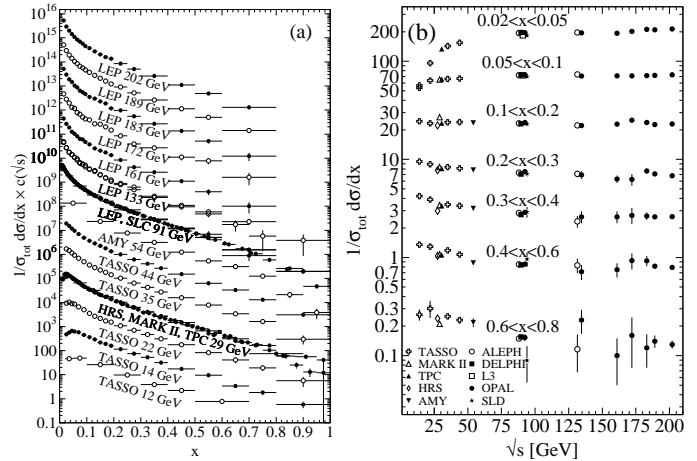 (a)
1/σtot dσ/dx × c(√s)
10^16
10^15
10^14
10^13
10^12
10^11
10^10
10^9
10^8
10^7
10^6
10^5
10^4
10^3
100
10
1
0.1
LEP 202 GeV
LEP 189 GeV
LEP 183 GeV
LEP 172 GeV
LEP 161 GeV
LEP 133 GeV
LEP, SLC 91 GeV
AMY 54 GeV
TASSO 44 GeV
TASSO 35 GeV
HRS, MARK II, TPC 29 GeV
TASSO 22 GeV
TASSO 14 GeV
TASSO 12 GeV
0 0.1 0.2 0.3 0.4 0.5 0.6 0.7 0.8 0.9 1
x
(b)
1/σtot dσ/dx
200
100
70
50
20
10
7
5
2
1
0.7
0.5
0.3
0.2
0.1
0.02<x<0.05
0.05<x<0.1
0.1<x<0.2
0.2<x<0.3
0.3<x<0.4
0.4<x<0.6
0.6<x<0.8
TASSO ALEPH
MARK II DELPHI
TPC L3
HRS OPAL
AMY SLD
25 50 75 100 125 150 175 200
√s [GeV]